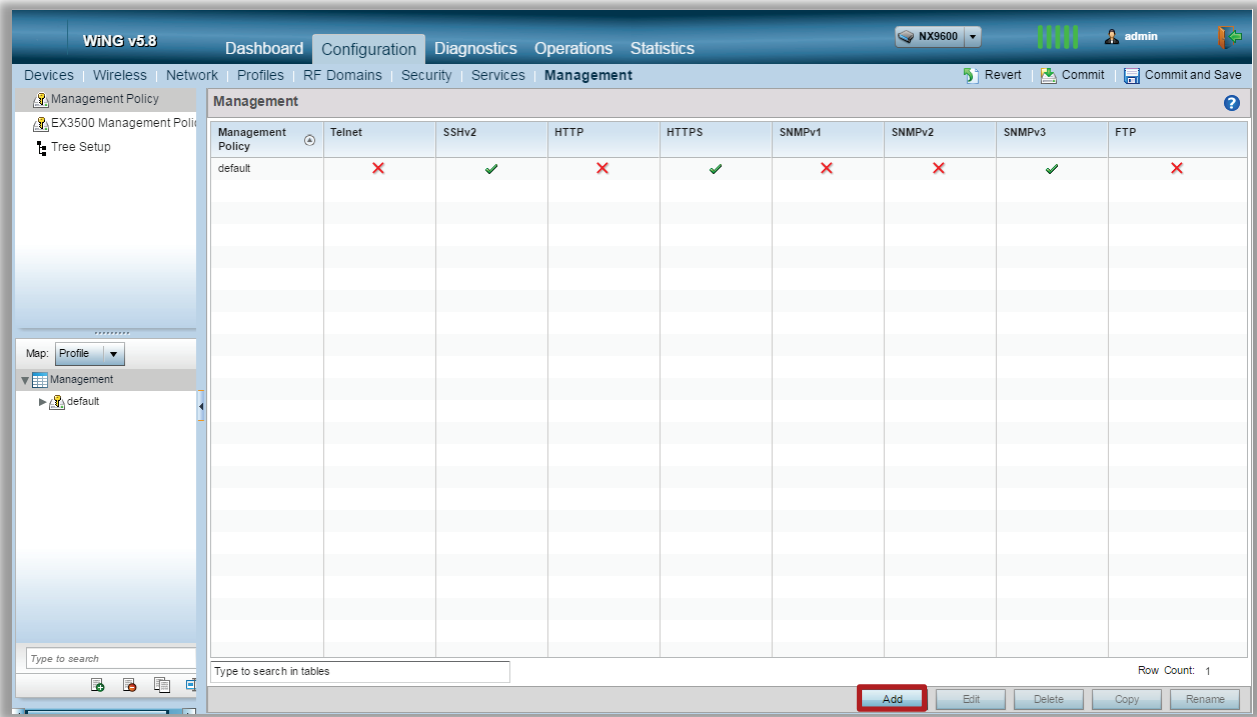 WiNG v5.8
Dashboard Configuration Diagnostics Operations Statistics
NX9600
admin
Devices | Wireless | Network | Profiles | RF Domains | Security | Services | Management
Revert | Commit | Commit and Save
Management Policy
EX3500 Management Poli
Tree Setup
Map: Profile
Management
default
Type to search
Management
Management Policy Telnet SSHv2 HTTP HTTPS SNMPv1 SNMPv2 SNMPv3 FTP
default
Type to search in tables
Row Count: 1
Add Edit Delete Copy Rename